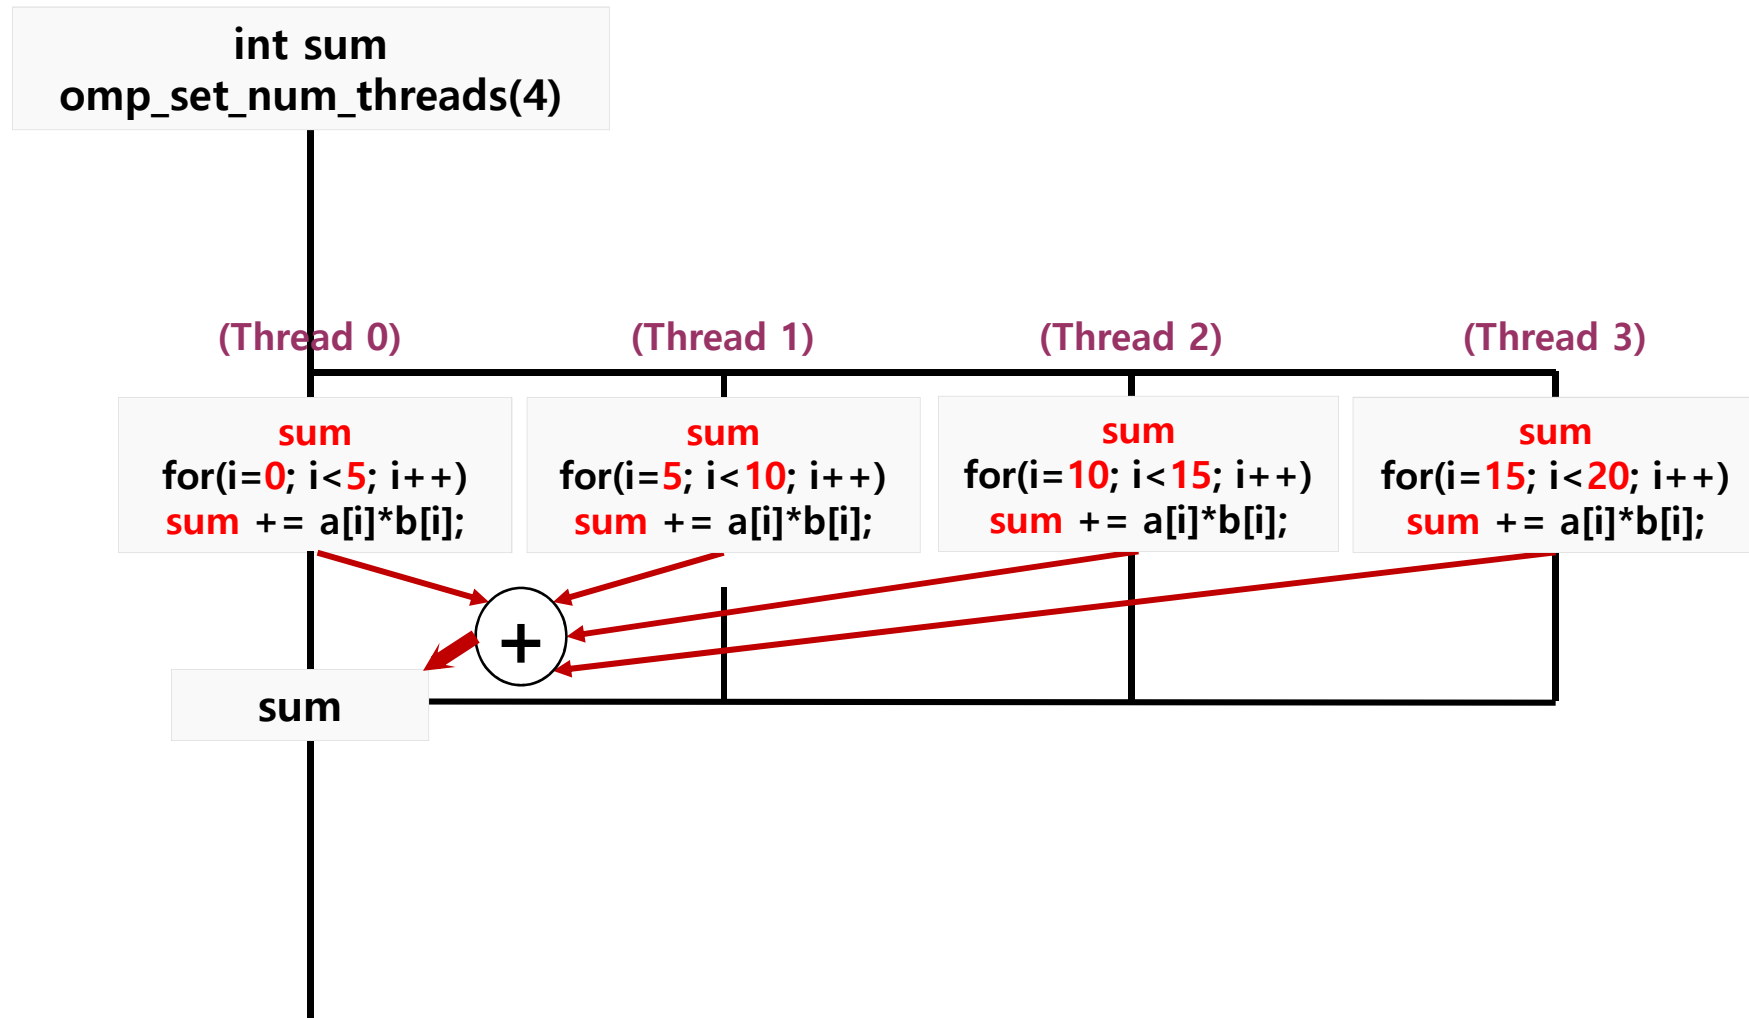 int sum
omp_set_num_threads(4)
(Thread 0)
(Thread 1)
(Thread 2)
(Thread 3)
sum
for(i=0; i<5; i++)
sum += a[i]*b[i];
sum
for(i=5; i<10; i++)
sum += a[i]*b[i];
sum
for(i=10; i<15; i++)
sum += a[i]*b[i];
sum
for(i=15; i<20; i++)
sum += a[i]*b[i];
+
sum